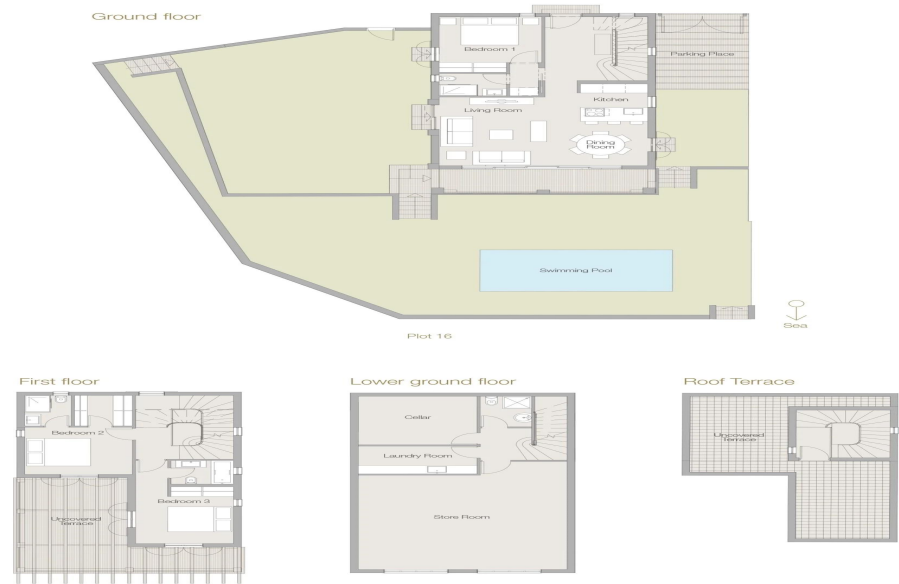 Ground floor
Bedroom 1
Parking Place
Kitchen
Living Room
Dining
Room
Swimming Pool
Sea
Plot 16
First floor
Lower ground floor
Roof Terrace
Bedroom 2
Bedroom 3
Uncovered
Terrace
Cellar
Laundry Room
Store Room
Uncovered
Terrace